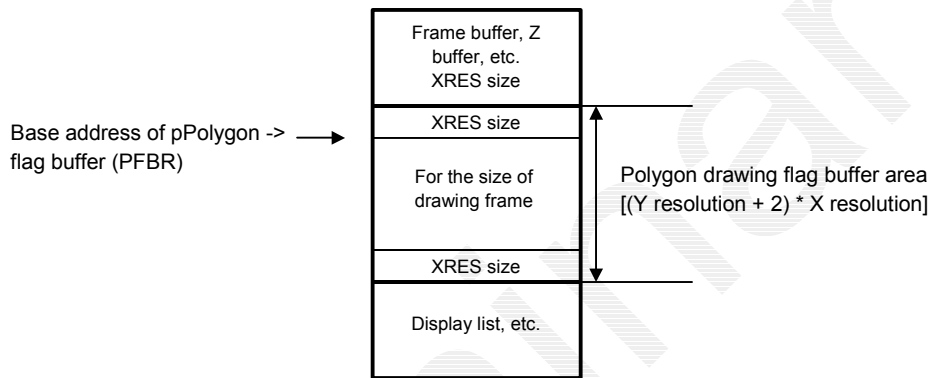 Frame buffer, Z
buffer, etc.
XRES size
XRES size
Base address of pPolygon ->
flag buffer (PFBR)
For the size of
drawing frame
Polygon drawing flag buffer area
[(Y resolution + 2) * X resolution]
XRES size
Display list, etc.